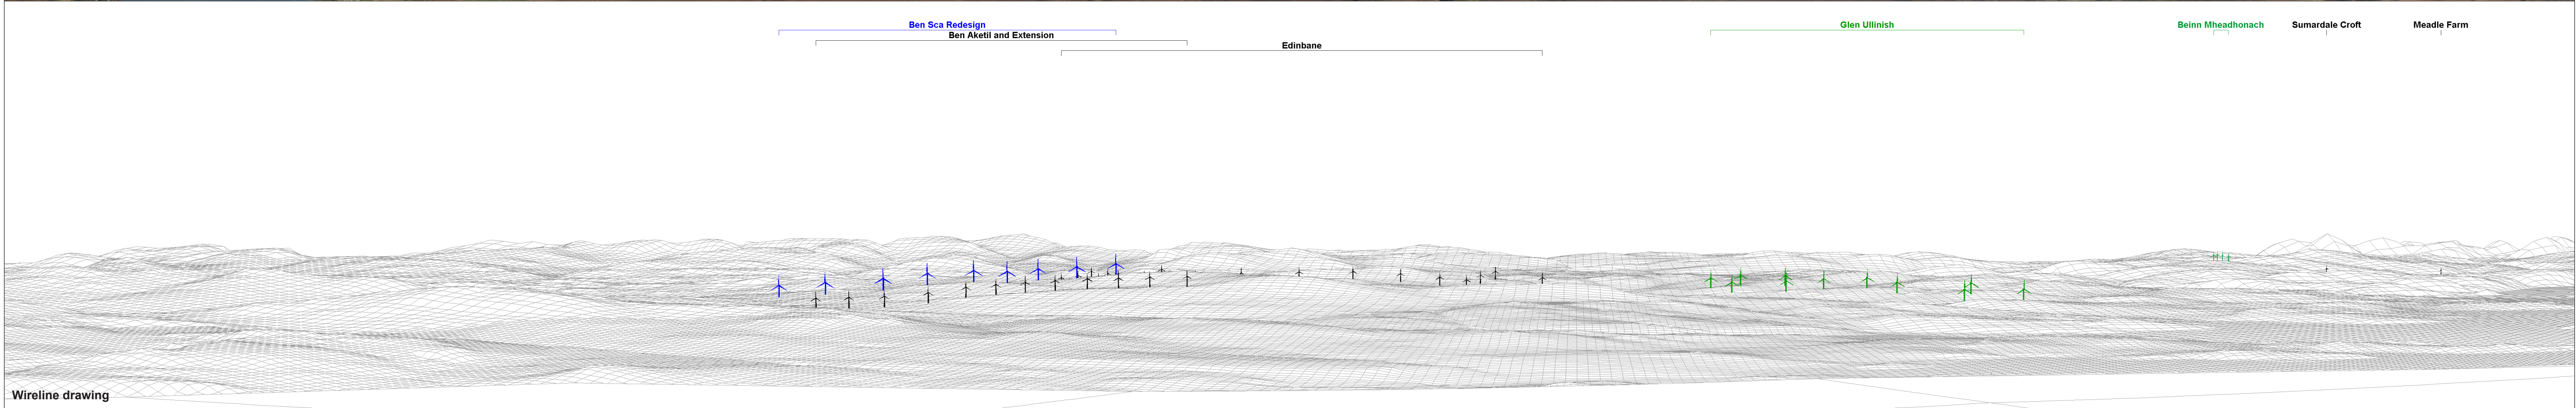 Ben Sca Redesign
Ben Aketil and Extension
Edinbane
Glen Ullinish
Beinn Mheadhonach
Sumardale Croft
Meadle Farm
Wireline drawing